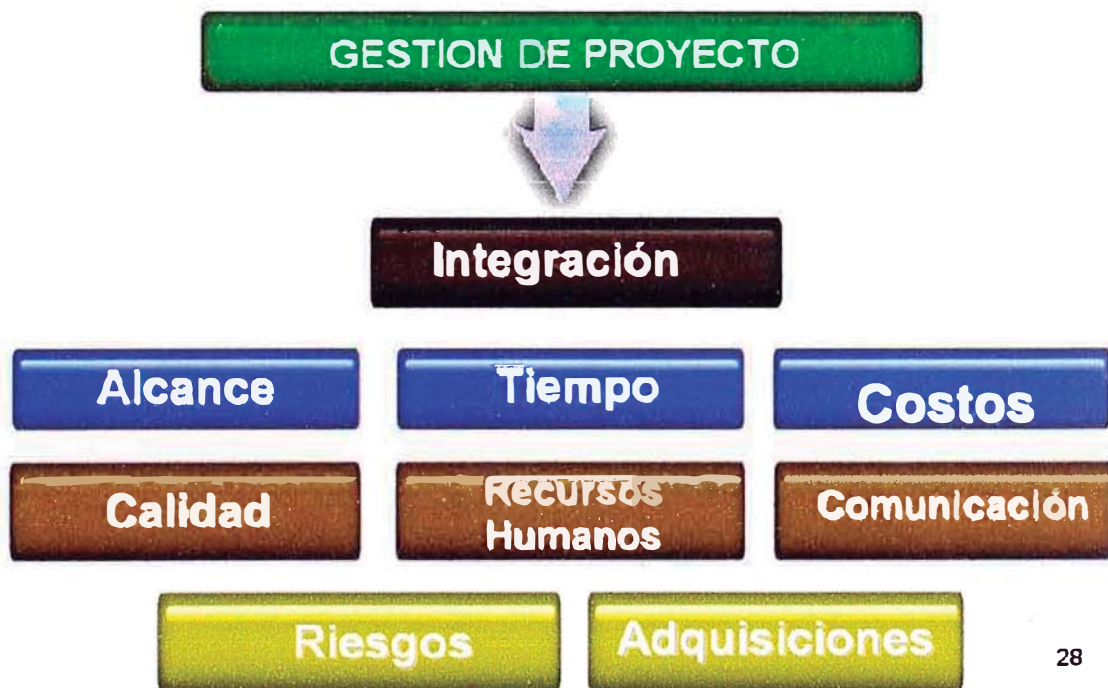 GESTION DE PROYECTO
Integración
Alcance
Tiempo
Costos
Calidad
Recursos
Humanos
Comunicación
Riesgos
Adquisiciones
28